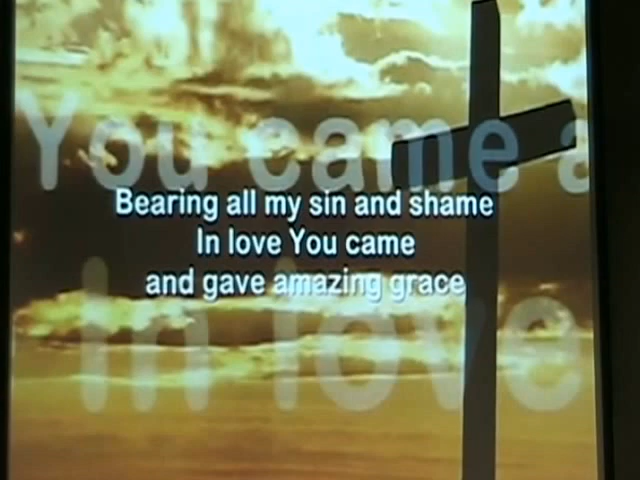 You came a
Bearing all my sin and shame
In love You came
and gave amazing grace
In love